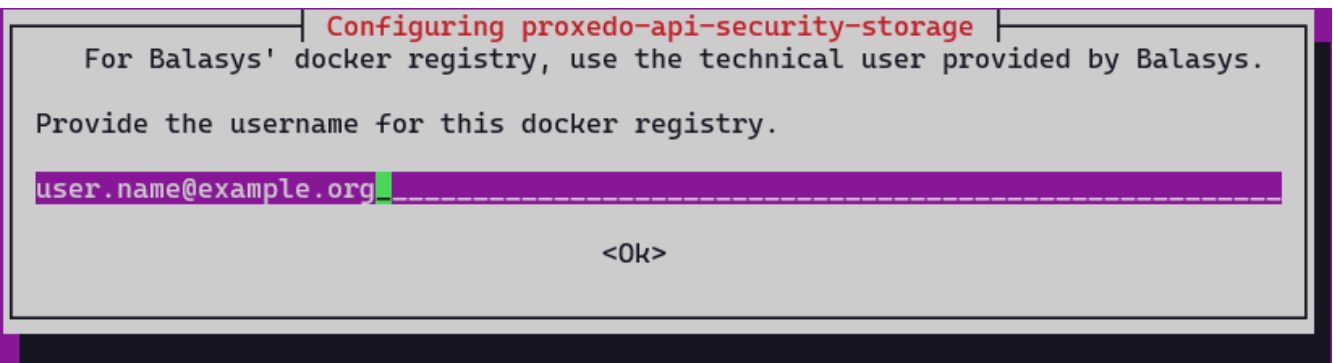 Configuring proxedo-api-security-storage
For Balasys' docker registry, use the technical user provided by Balasys.
Provide the username for this docker registry.
user.name@example.org_______________________________________________________
<Ok>